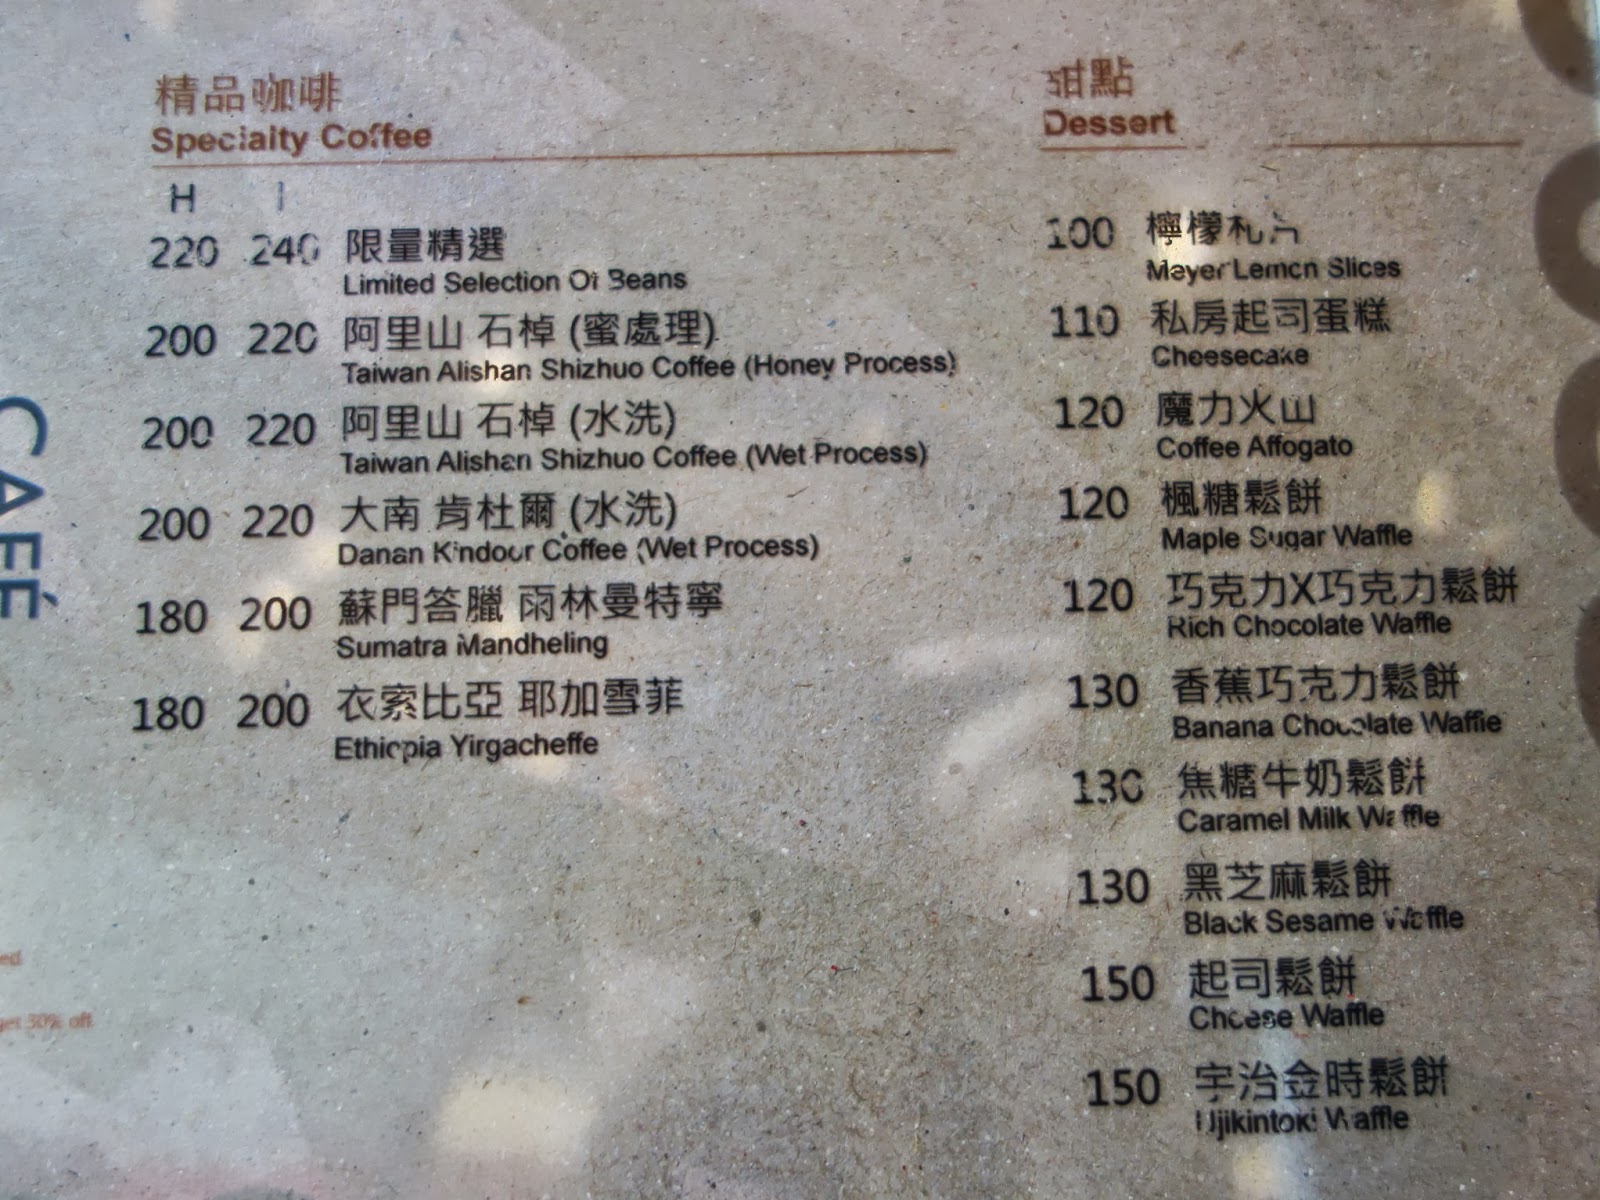 精品咖啡
Specialty Coffee
H I
220 240 限量精選
Limited Selection Of Beans
200 220 阿里山 石棹 (蜜處理)
Taiwan Alishan Shizhuo Coffee (Honey Process)
200 220 阿里山 石棹 (水洗)
Taiwan Alishan Shizhuo Coffee (Wet Process)
200 220 大南 肯杜爾 (水洗)
Danan Kindour Coffee (Wet Process)
180 200 蘇門答臘 雨林曼特寧
Sumatra Mandheling
180 200 衣索比亞 耶加雪菲
Ethiopia Yirgacheffe
甜點
Dessert
100 檸檬
Meyer Lemon Slices
110 私房起司蛋糕
Cheesecake
120 魔力火山
Coffee Affogato
120 楓糖鬆餅
Maple Sugar Waffle
120 巧克力X巧克力鬆餅
Rich Chocolate Waffle
130 香蕉巧克力鬆餅
Banana Chocolate Waffle
130 焦糖牛奶鬆餅
Caramel Milk Waffle
130 黑芝麻鬆餅
Black Sesame Waffle
150 起司鬆餅
Cheese Waffle
150 宇治金時鬆餅
Ujikintoki Waffle
CAFÉ
get 30% off